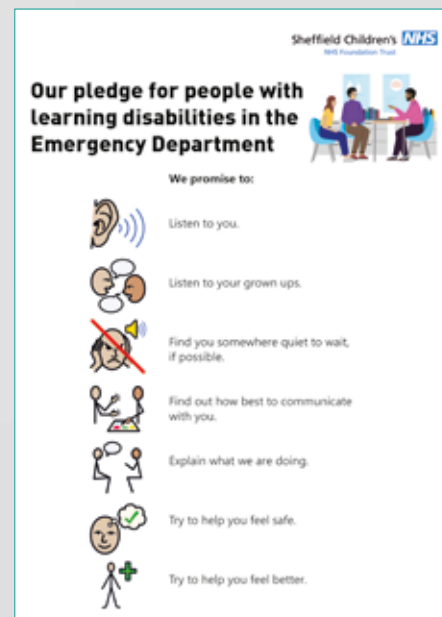 Sheffield Children's NHS
NHS Foundation Trust
Our pledge for people with
learning disabilities in the
Emergency Department
We promise to:
Listen to you.
Listen to your grown ups.
Find you somewhere quiet to wait,
if possible.
Find out how best to communicate
with you.
Explain what we are doing.
Try to help you feel safe.
Try to help you feel better.